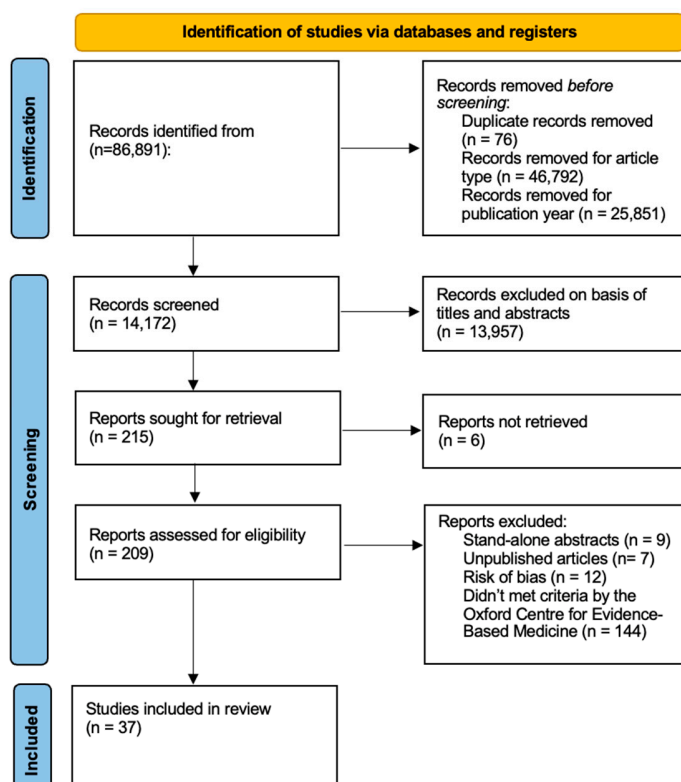 Identification of studies via databases and registers
Identification
Records identified from
(n=86,891):
Records removed before
screening:
Duplicate records removed
(n = 76)
Records removed for article
type (n = 46,792)
Records removed for
publication year (n = 25,851)
Screening
Records screened
(n = 14,172)
Records excluded on basis of
titles and abstracts
(n = 13,957)
Reports sought for retrieval
(n = 215)
Reports not retrieved
(n = 6)
Reports assessed for eligibility
(n = 209)
Reports excluded:
Stand-alone abstracts (n = 9)
Unpublished articles (n= 7)
Risk of bias (n = 12)
Didn't met criteria by the
Oxford Centre for Evidence-
Based Medicine (n = 144)
Included
Studies included in review
(n = 37)